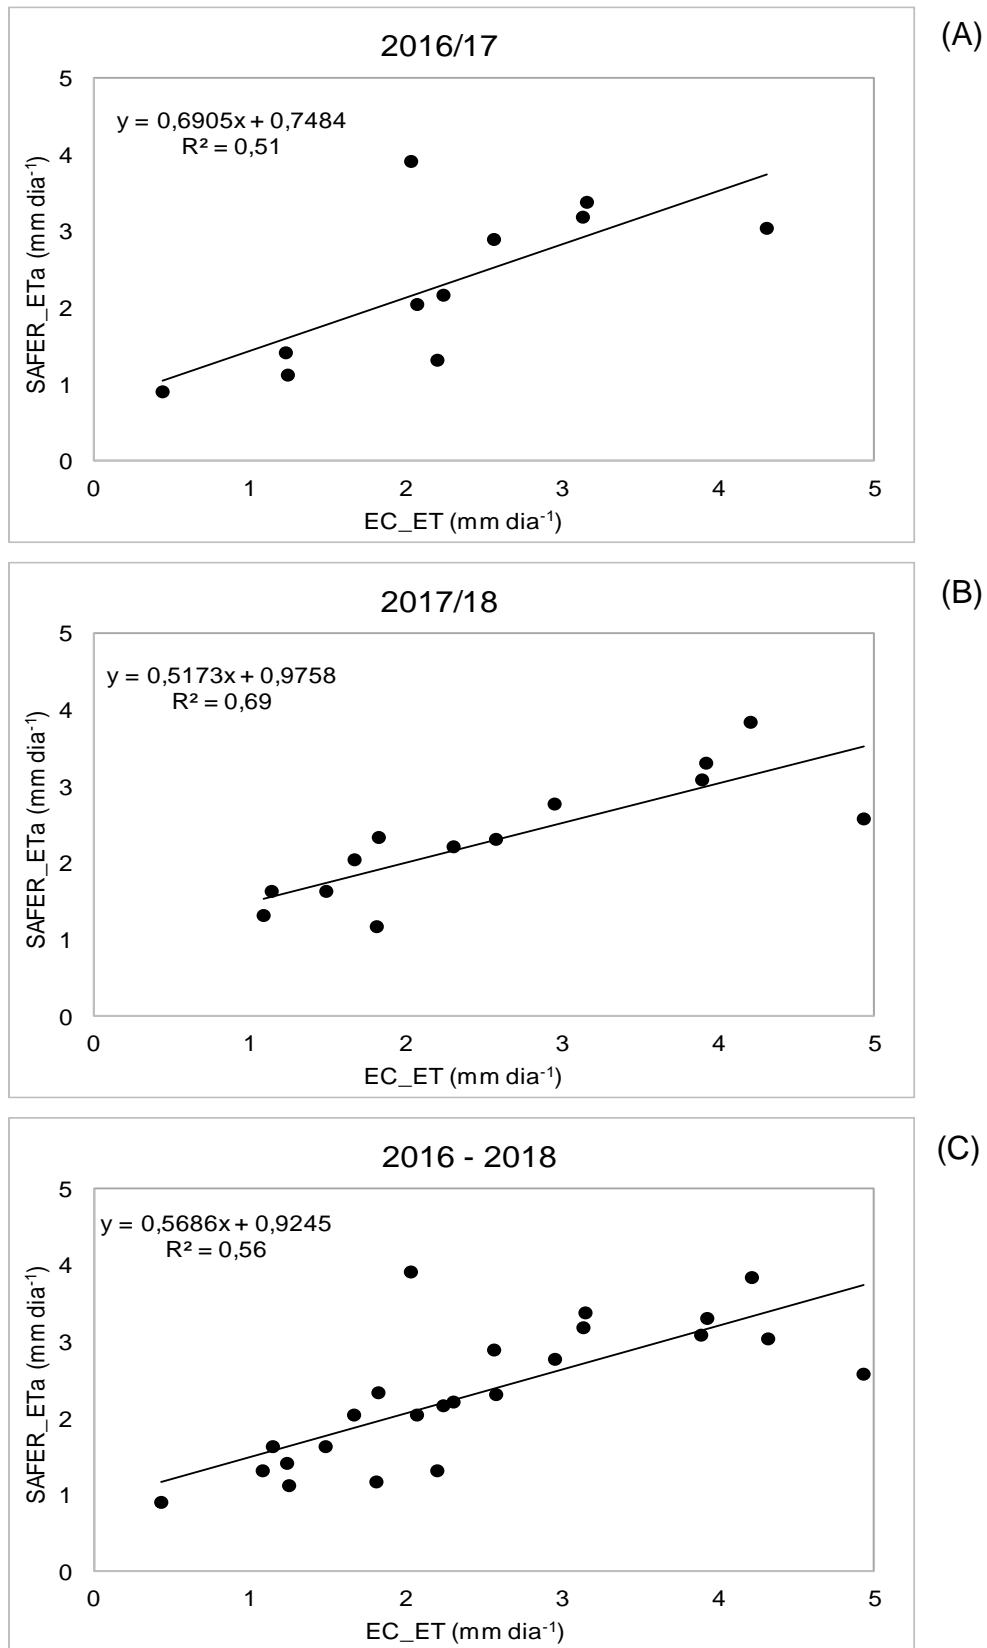 (A)
2016/17
y = 0,6905x + 0,7484
R² = 0,51
5
4
3
2
1
0
SAFER_ETa (mm dia⁻¹)
0 1 2 3 4 5
EC_ET (mm dia⁻¹)
(B)
2017/18
y = 0,5173x + 0,9758
R² = 0,69
5
4
3
2
1
0
SAFER_ETa (mm dia⁻¹)
0 1 2 3 4 5
EC_ET (mm dia⁻¹)
(C)
2016 - 2018
y = 0,5686x + 0,9245
R² = 0,56
5
4
3
2
1
0
SAFER_ETa (mm dia⁻¹)
0 1 2 3 4 5
EC_ET (mm dia⁻¹)